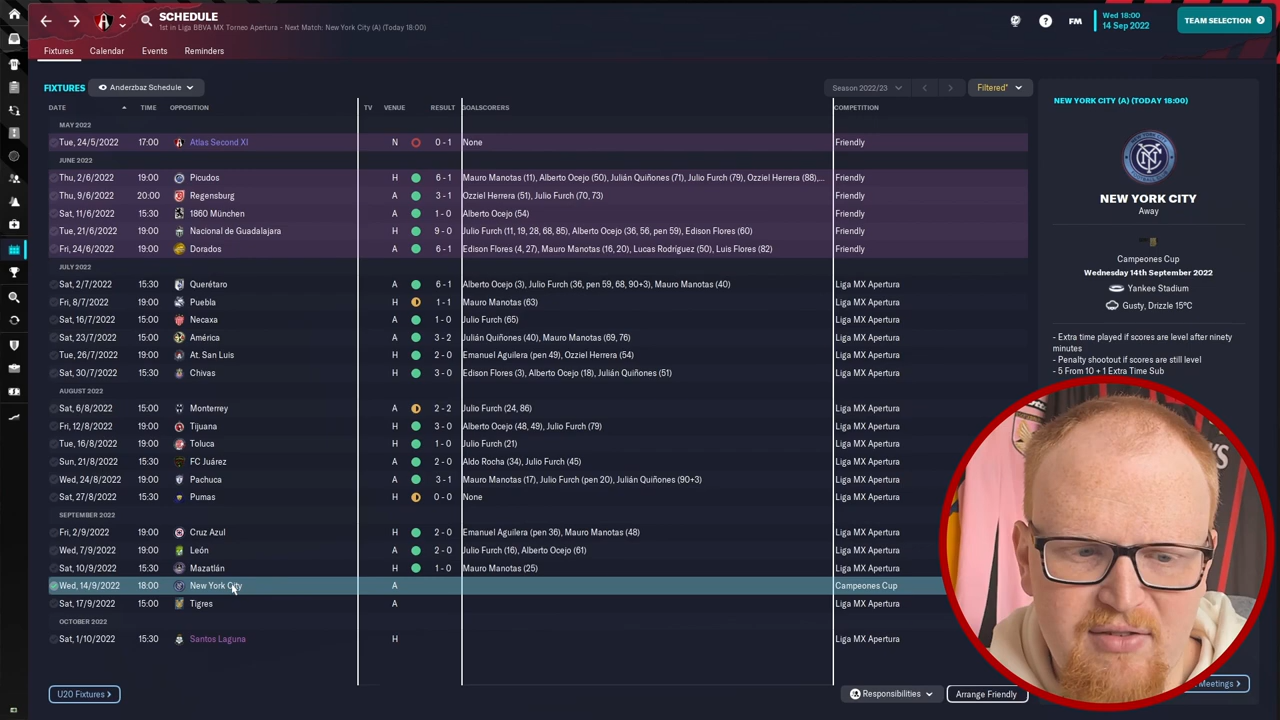 SCHEDULE
1st in Liga BBVA MX Torneo Apertura - Next Match: New York City (A) (Today 18:00)
FM
Wed 18:00
14 Sep 2022
TEAM SELECTION
Fixtures Calendar Events Reminders
FIXTURES Anderzbaz Schedule Season 2022/23 Filtered*
DATE TIME OPPOSITION TV VENUE RESULT GOALSCORERS COMPETITION
MAY 2022
Tue, 24/5/2022 17:00 Atlas Second XI N 0 - 1 None Friendly
JUNE 2022
Thu, 2/6/2022 19:00 Picudos H 6 - 1 Mauro Manotas (11), Alberto Ocejo (50), Julián Quiñones (71), Julio Furch (79), Ozziel Herrera (88),... Friendly
Thu, 9/6/2022 20:00 Regensburg A 3 - 1 Ozziel Herrera (51), Julio Furch (70, 73) Friendly
Sat, 11/6/2022 15:30 1860 München A 1 - 0 Alberto Ocejo (54) Friendly
Tue, 21/6/2022 19:00 Nacional de Guadalajara H 9 - 0 Julio Furch (11, 19, 28, 68, 85), Alberto Ocejo (36, 56, pen 59), Edison Flores (60) Friendly
Fri, 24/6/2022 19:00 Dorados A 6 - 1 Edison Flores (4, 27), Mauro Manotas (16, 20), Lucas Rodríguez (50), Luis Flores (82) Friendly
JULY 2022
Sat, 2/7/2022 15:30 Querétaro A 6 - 1 Alberto Ocejo (3), Julio Furch (36, pen 59, 68, 90+3), Mauro Manotas (40) Liga MX Apertura
Fri, 8/7/2022 19:00 Puebla H 1 - 1 Mauro Manotas (63) Liga MX Apertura
Sat, 16/7/2022 15:30 Necaxa A 1 - 0 Julio Furch (65) Liga MX Apertura
Sat, 23/7/2022 15:30 América A 3 - 2 Julián Quiñones (40), Mauro Manotas (69, 76) Liga MX Apertura
Tue, 26/7/2022 19:00 At. San Luis H 2 - 0 Emanuel Aguilera (pen 49), Ozziel Herrera (54) Liga MX Apertura
Sat, 30/7/2022 15:30 Chivas H 3 - 0 Edison Flores (3), Alberto Ocejo (18), Julián Quiñones (51) Liga MX Apertura
AUGUST 2022
Sat, 6/8/2022 15:00 Monterrey A 2 - 2 Julio Furch (24, 86) Liga MX Apertura
Fri, 12/8/2022 19:00 Tijuana H 3 - 0 Alberto Ocejo (48, 49), Julio Furch (79) Liga MX Apertura
Tue, 16/8/2022 19:00 Toluca H 1 - 0 Julio Furch (21) Liga MX Apertura
Sun, 21/8/2022 15:30 FC Juárez A 2 - 0 Aldo Rocha (34), Julio Furch (45) Liga MX Apertura
Wed, 24/8/2022 19:00 Pachuca A 3 - 1 Mauro Manotas (17), Julio Furch (pen 20), Julián Quiñones (90+3) Liga MX Apertura
Sat, 27/8/2022 15:30 Pumas H 0 - 0 None Liga MX Apertura
SEPTEMBER 2022
Fri, 2/9/2022 19:00 Cruz Azul H 2 - 0 Emanuel Aguilera (pen 36), Mauro Manotas (48) Liga MX Apertura
Wed, 7/9/2022 19:00 León A 2 - 0 Julio Furch (16), Alberto Ocejo (61) Liga MX Apertura
Sat, 10/9/2022 15:30 Mazatlán H 1 - 0 Mauro Manotas (25) Liga MX Apertura
Wed, 14/9/2022 18:00 New York City A Campeones Cup
Sat, 17/9/2022 15:00 Tigres A Liga MX Apertura
OCTOBER 2022
Sat, 1/10/2022 15:30 Santos Laguna H Liga MX Apertura
U20 Fixtures > Responsibilities Arrange Friendly Meetings >
NEW YORK CITY (A) (TODAY 18:00)
NEW YORK CITY
Away
Campeones Cup
Wednesday 14th September 2022
Yankee Stadium
Gusty, Drizzle 15ºC
- Extra time played if scores are level after ninety
minutes
- Penalty shootout if scores are still level
- 5 From 10 + 1 Extra Time Sub